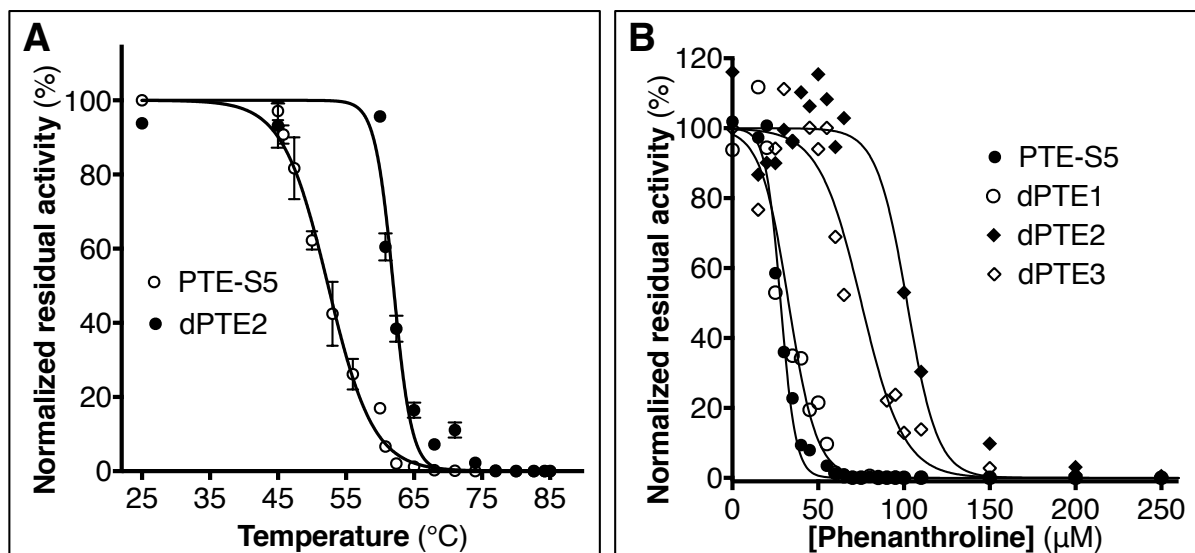 A
Normalized residual activity (%)
100
80
60
40
20
0
PTE-S5
dPTE2
25 35 45 55 65 75 85
Temperature (°C)
B
Normalized residual activity (%)
120
100
80
60
40
20
0
PTE-S5
dPTE1
dPTE2
dPTE3
0 50 100 150 200 250
[Phenanthroline] (µM)